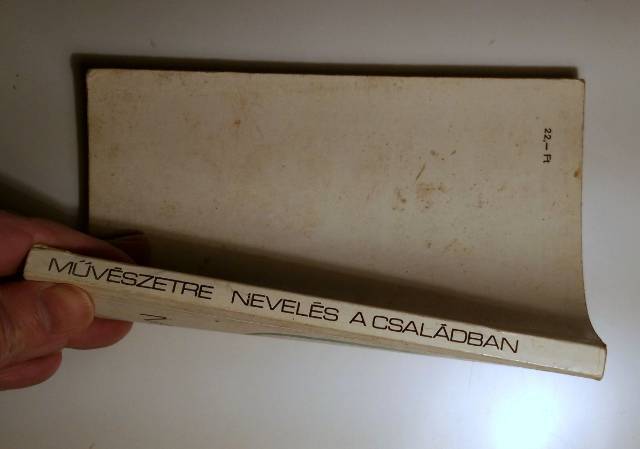 MŰVÉSZETRE NEVELÉS A CSALÁDBAN
22,— Ft